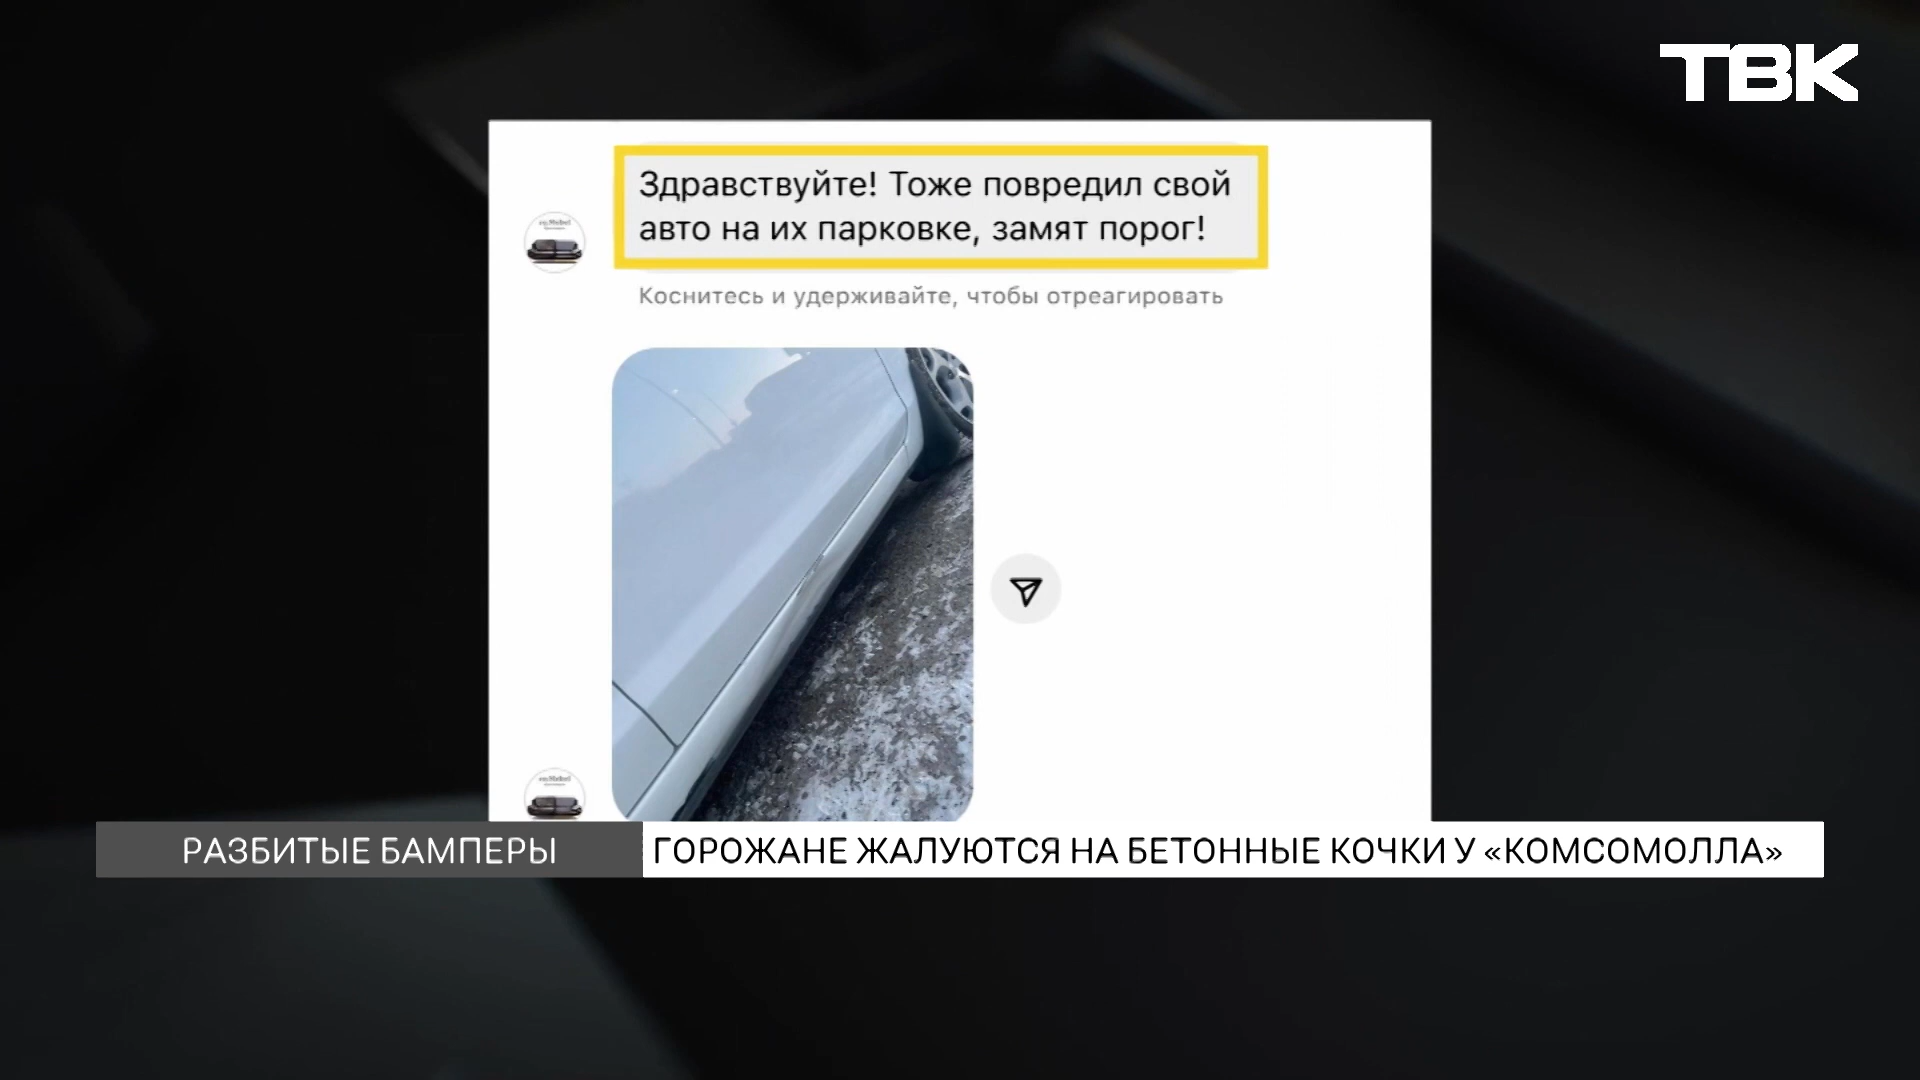 ТВК
Здравствуйте! Тоже повредил свой
авто на их парковке, замят порог!
Коснитесь и удерживайте, чтобы отреагировать
РАЗБИТЫЕ БАМПЕРЫ
ГОРОЖАНЕ ЖАЛУЮТСЯ НА БЕТОННЫЕ КОЧКИ У «КОМСОМОЛЛА»